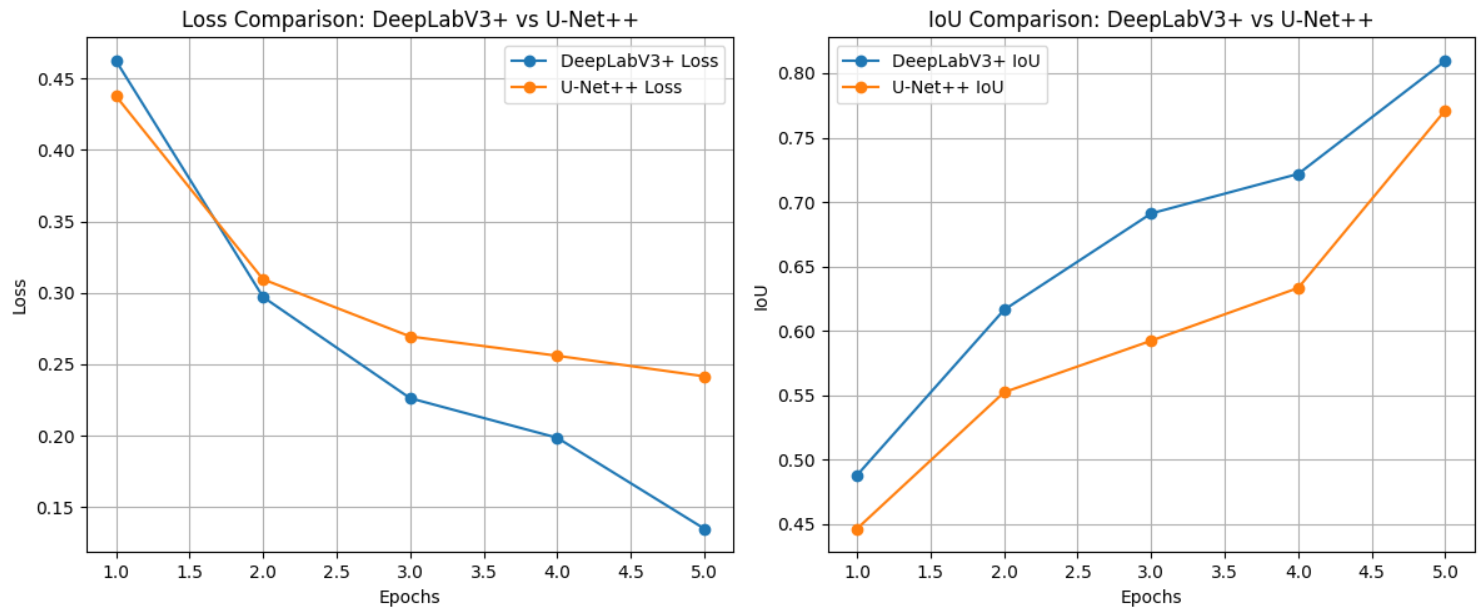 Loss Comparison: DeepLabV3+ vs U-Net++
DeepLabV3+ Loss
U-Net++ Loss
0.45
0.40
0.35
0.30
0.25
0.20
0.15
Loss
1.0 1.5 2.0 2.5 3.0 3.5 4.0 4.5 5.0
Epochs
IoU Comparison: DeepLabV3+ vs U-Net++
DeepLabV3+ IoU
U-Net++ IoU
0.80
0.75
0.70
0.65
0.60
0.55
0.50
0.45
IoU
1.0 1.5 2.0 2.5 3.0 3.5 4.0 4.5 5.0
Epochs